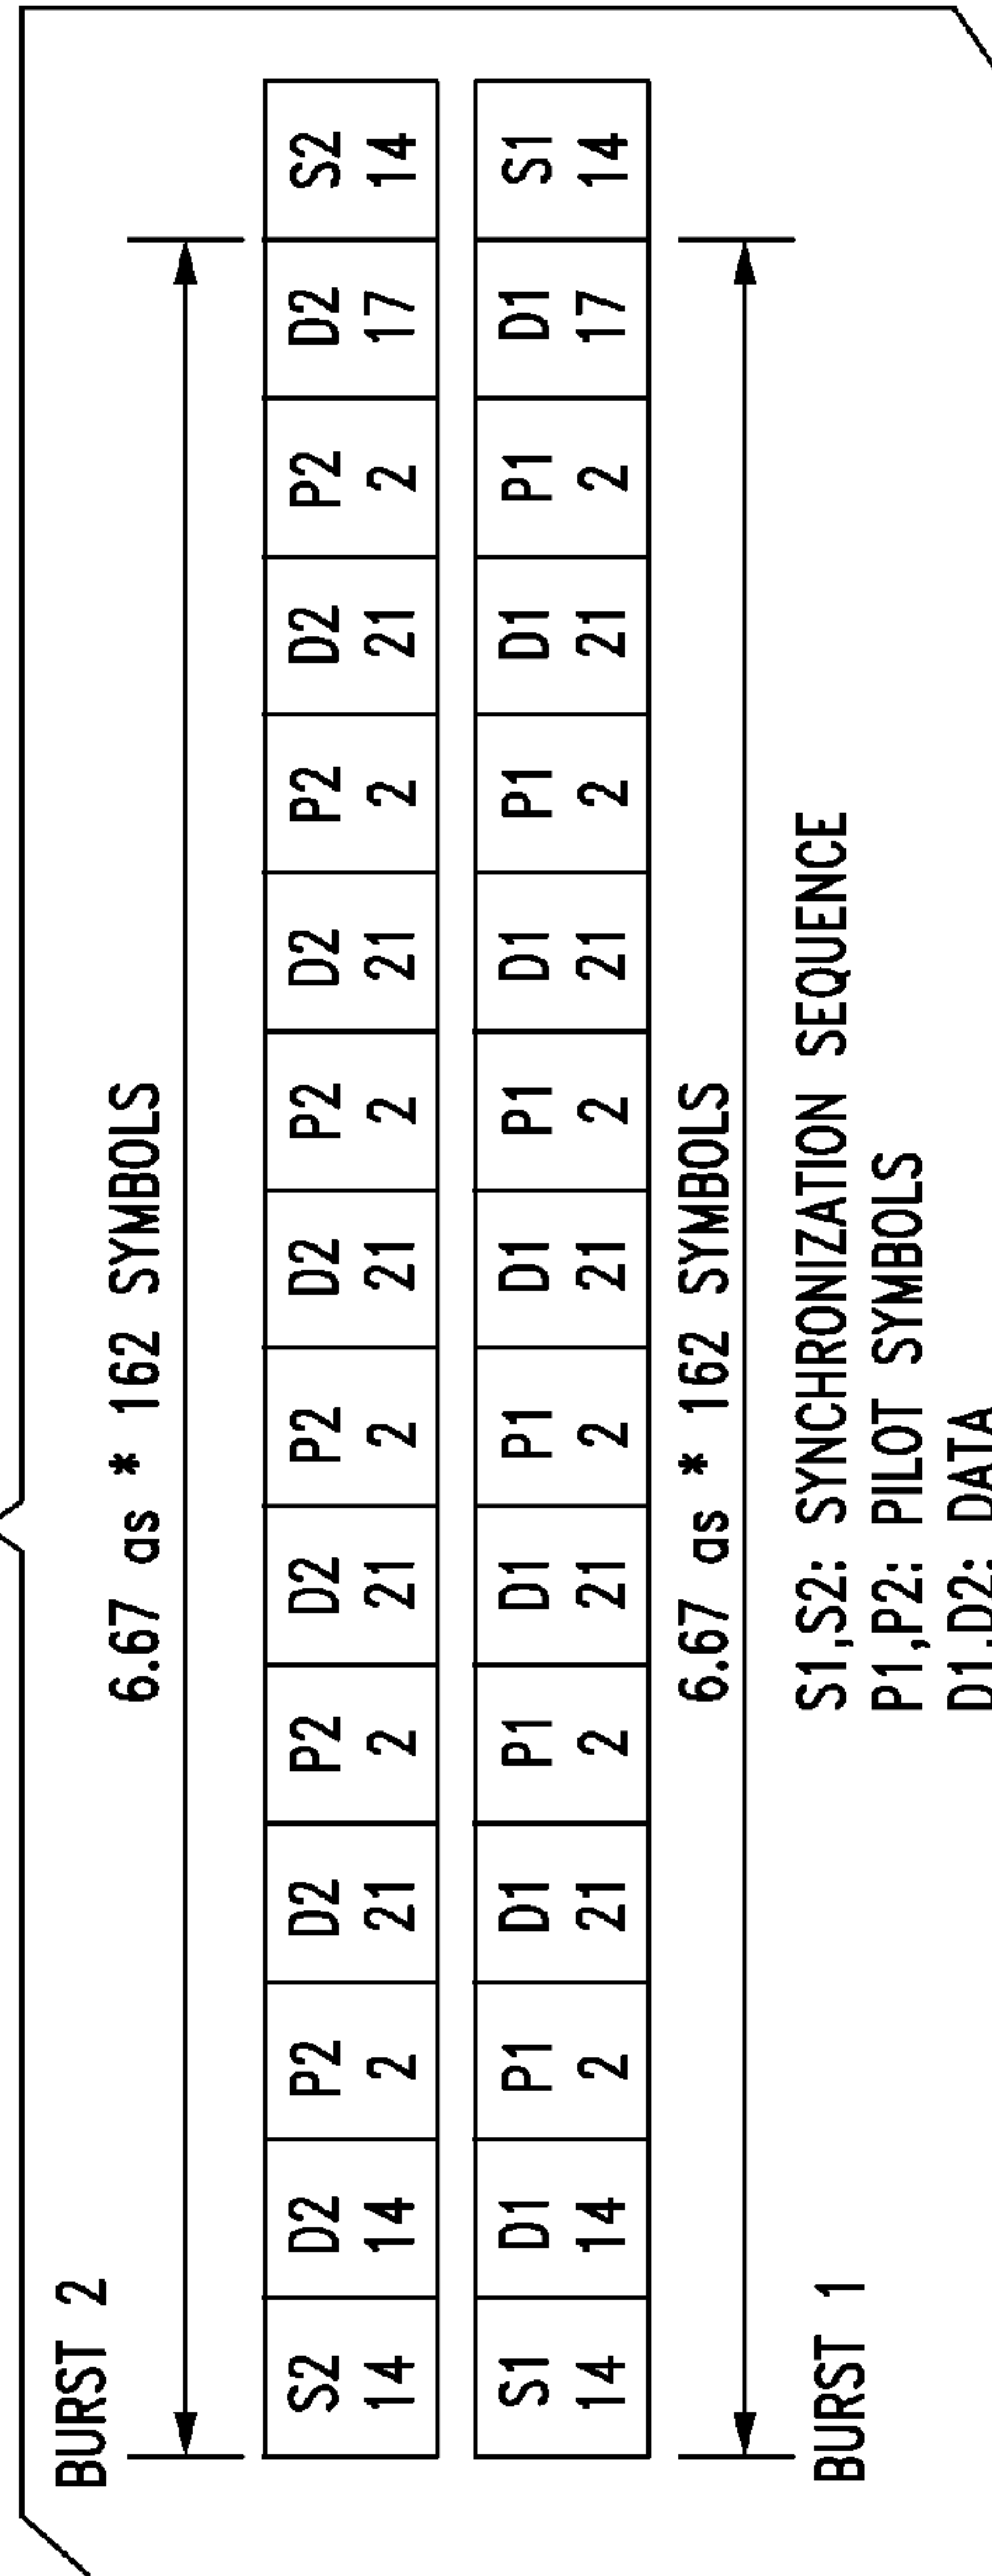 BURST 2
6.67 as * 162 SYMBOLS
S2 D2 P2 D2 P2 D2 P2 D2 P2 D2 P2 D2 P2 D2 S2
14 14 2 21 2 21 2 21 2 21 2 21 2 17 14
S1 D1 P1 D1 P1 D1 P1 D1 P1 D1 P1 D1 P1 D1 S1
14 14 2 21 2 21 2 21 2 21 2 21 2 17 14
6.67 as * 162 SYMBOLS
BURST 1
S1,S2: SYNCHRONIZATION SEQUENCE
P1,P2: PILOT SYMBOLS
D1,D2: DATA